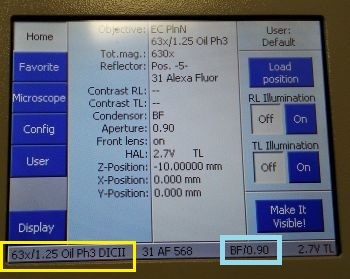 Home
Favorite
Microscope
Config
User
Display
Objective: EC PlnN
63x/1.25 Oil Ph3
Tot.mag.: 630x
Reflector: Pos. -5-
31 Alexa Fluor
Contrast RL: --
Contrast TL: --
Condensor: BF
Aperture: 0.90
Front lens: on
HAL: 2.7V TL
Z-Position: -10.00000 mm
X-Position: 0.000 mm
Y-Position: 0.000 mm
User:
Default
Load
position
RL Illumination
Off On
TL Illumination
Off On
Make It
Visible!
63x/1.25 Oil Ph3 DICII 31 AF 568 BF/0.90 2.7V TL